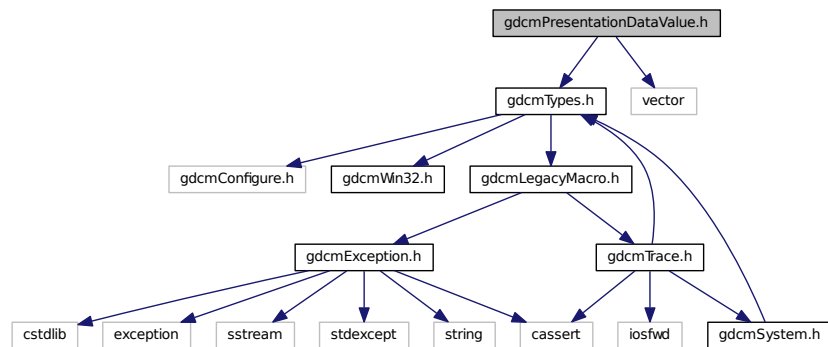 gdcmPresentationDataValue.h
gdcmTypes.h
vector
gdcmConfigure.h
gdcmWin32.h
gdcmLegacyMacro.h
gdcmException.h
gdcmTrace.h
cstdlib
exception
sstream
stdexcept
string
cassert
iosfwd
gdcmSystem.h